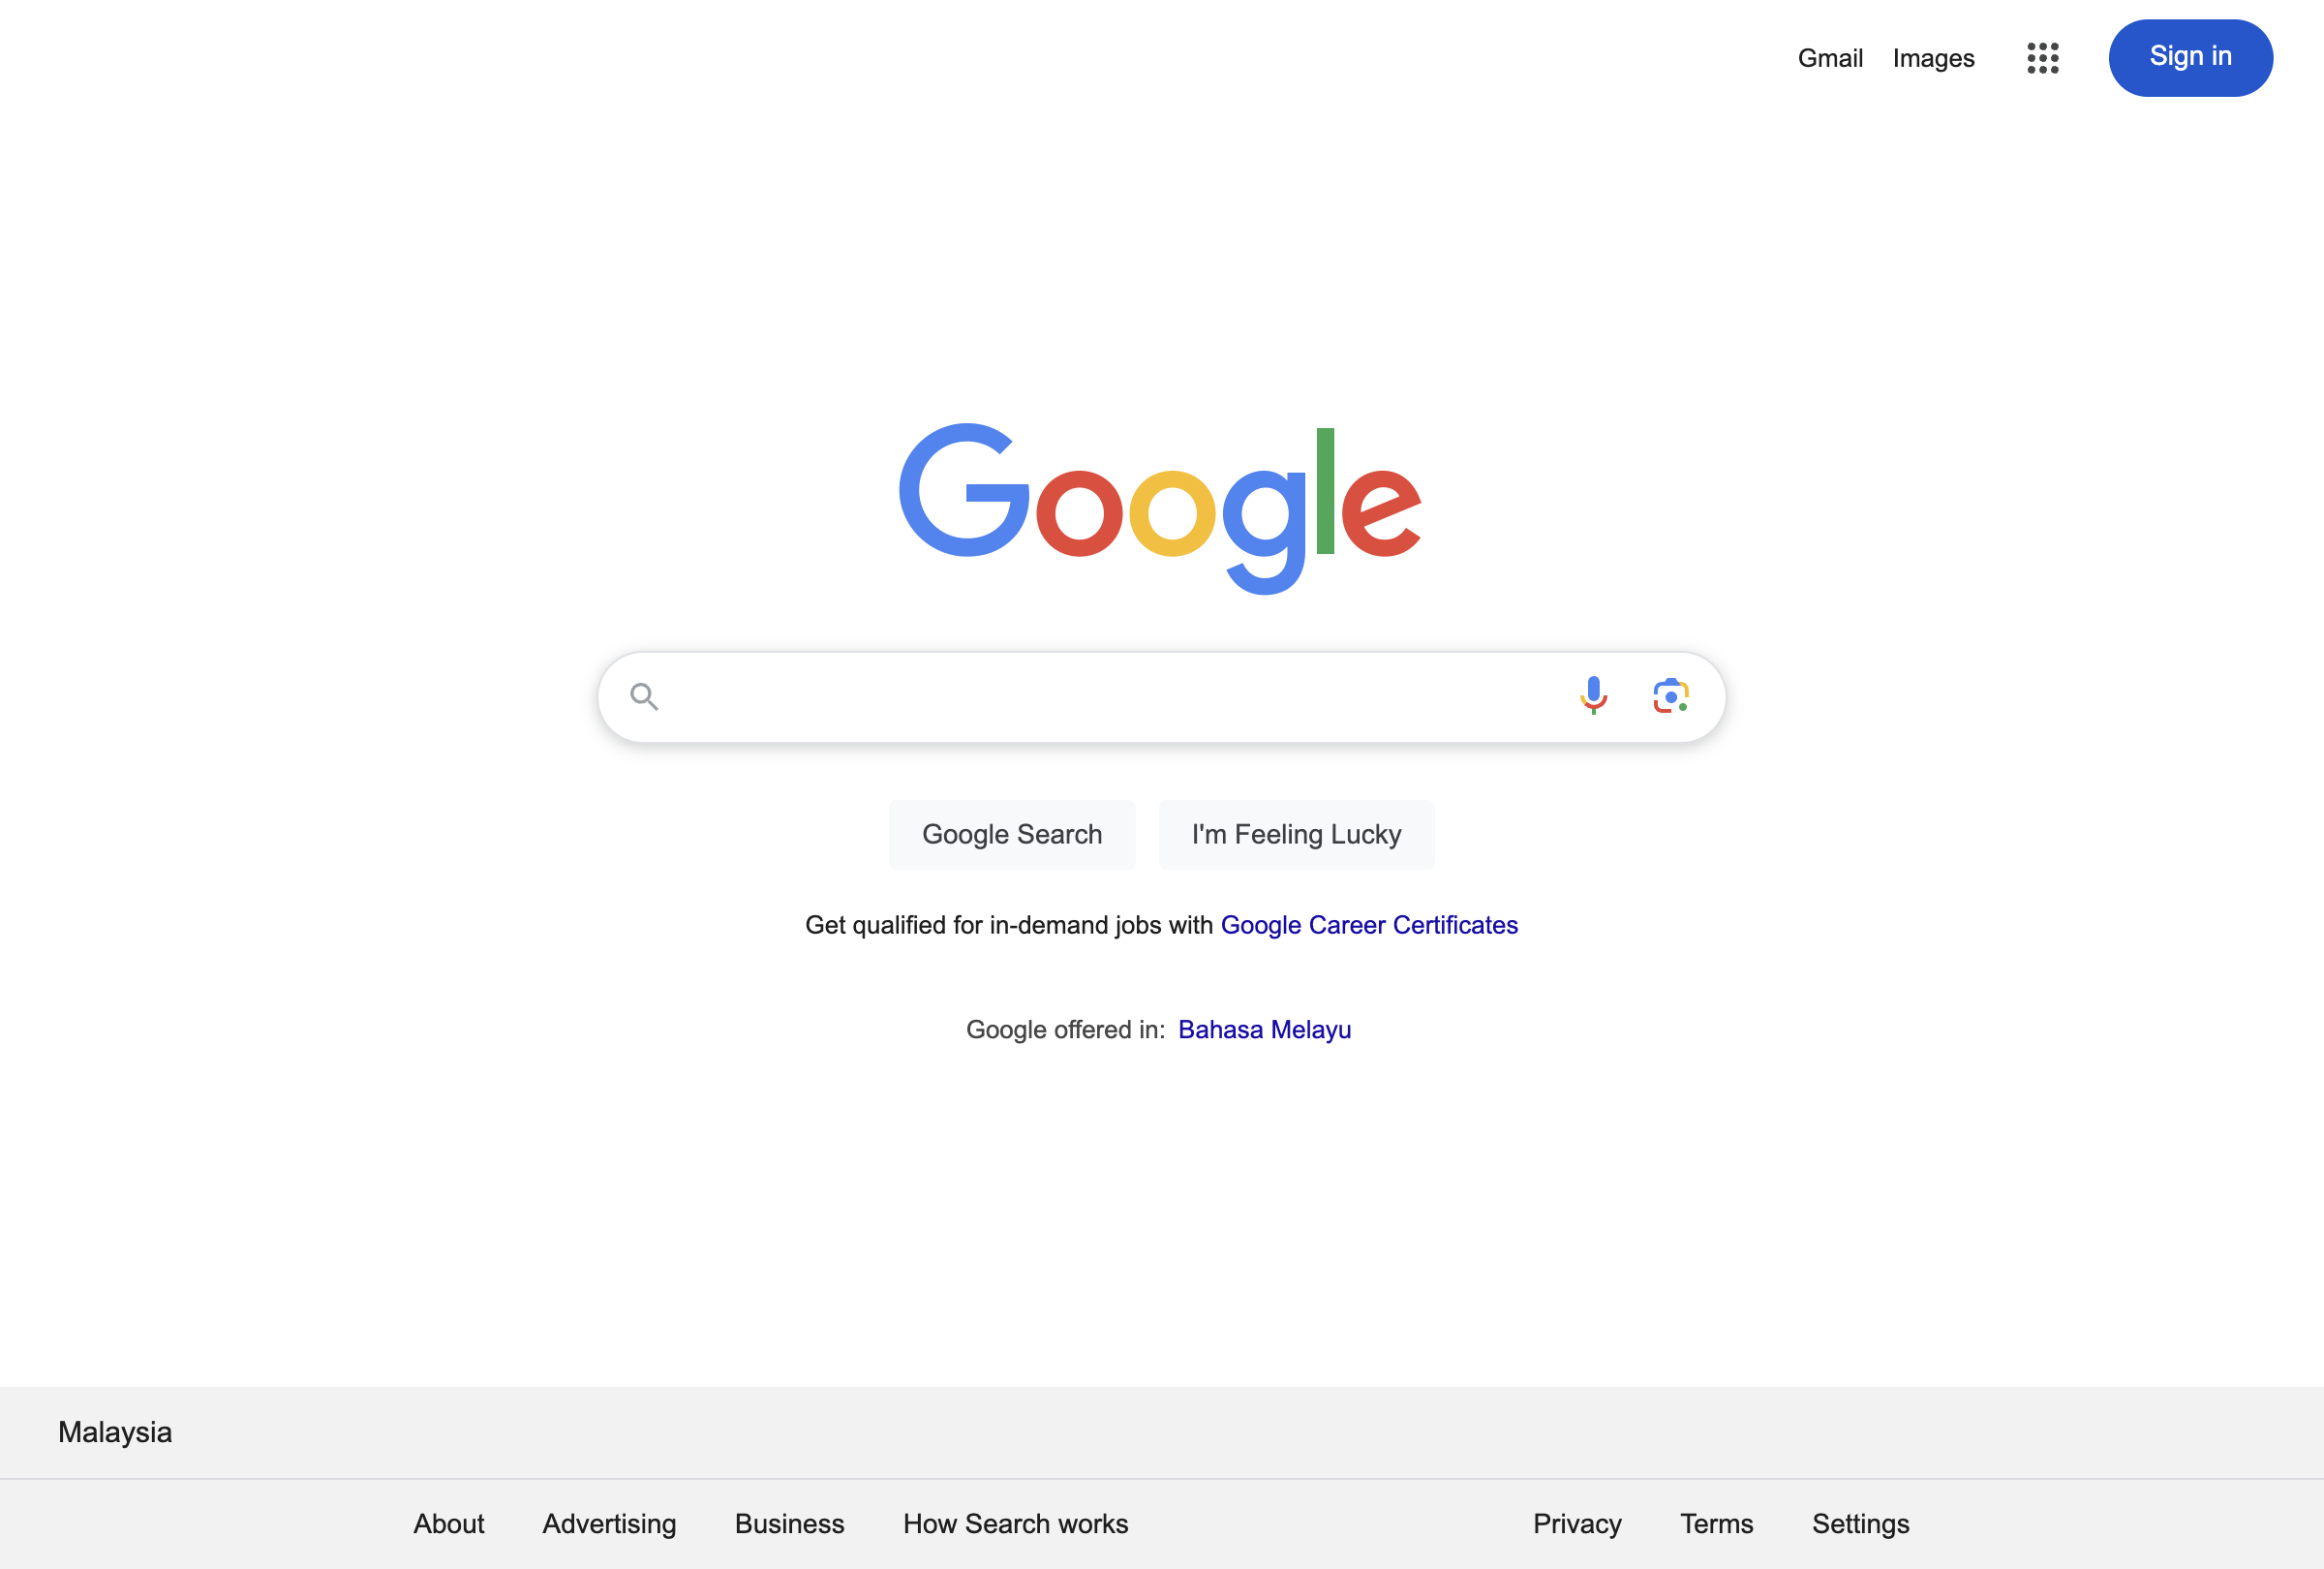 Gmail Images Sign in
Google
Google Search I'm Feeling Lucky
Get qualified for in-demand jobs with Google Career Certificates
Google offered in: Bahasa Melayu
Malaysia
About Advertising Business How Search works Privacy Terms Settings